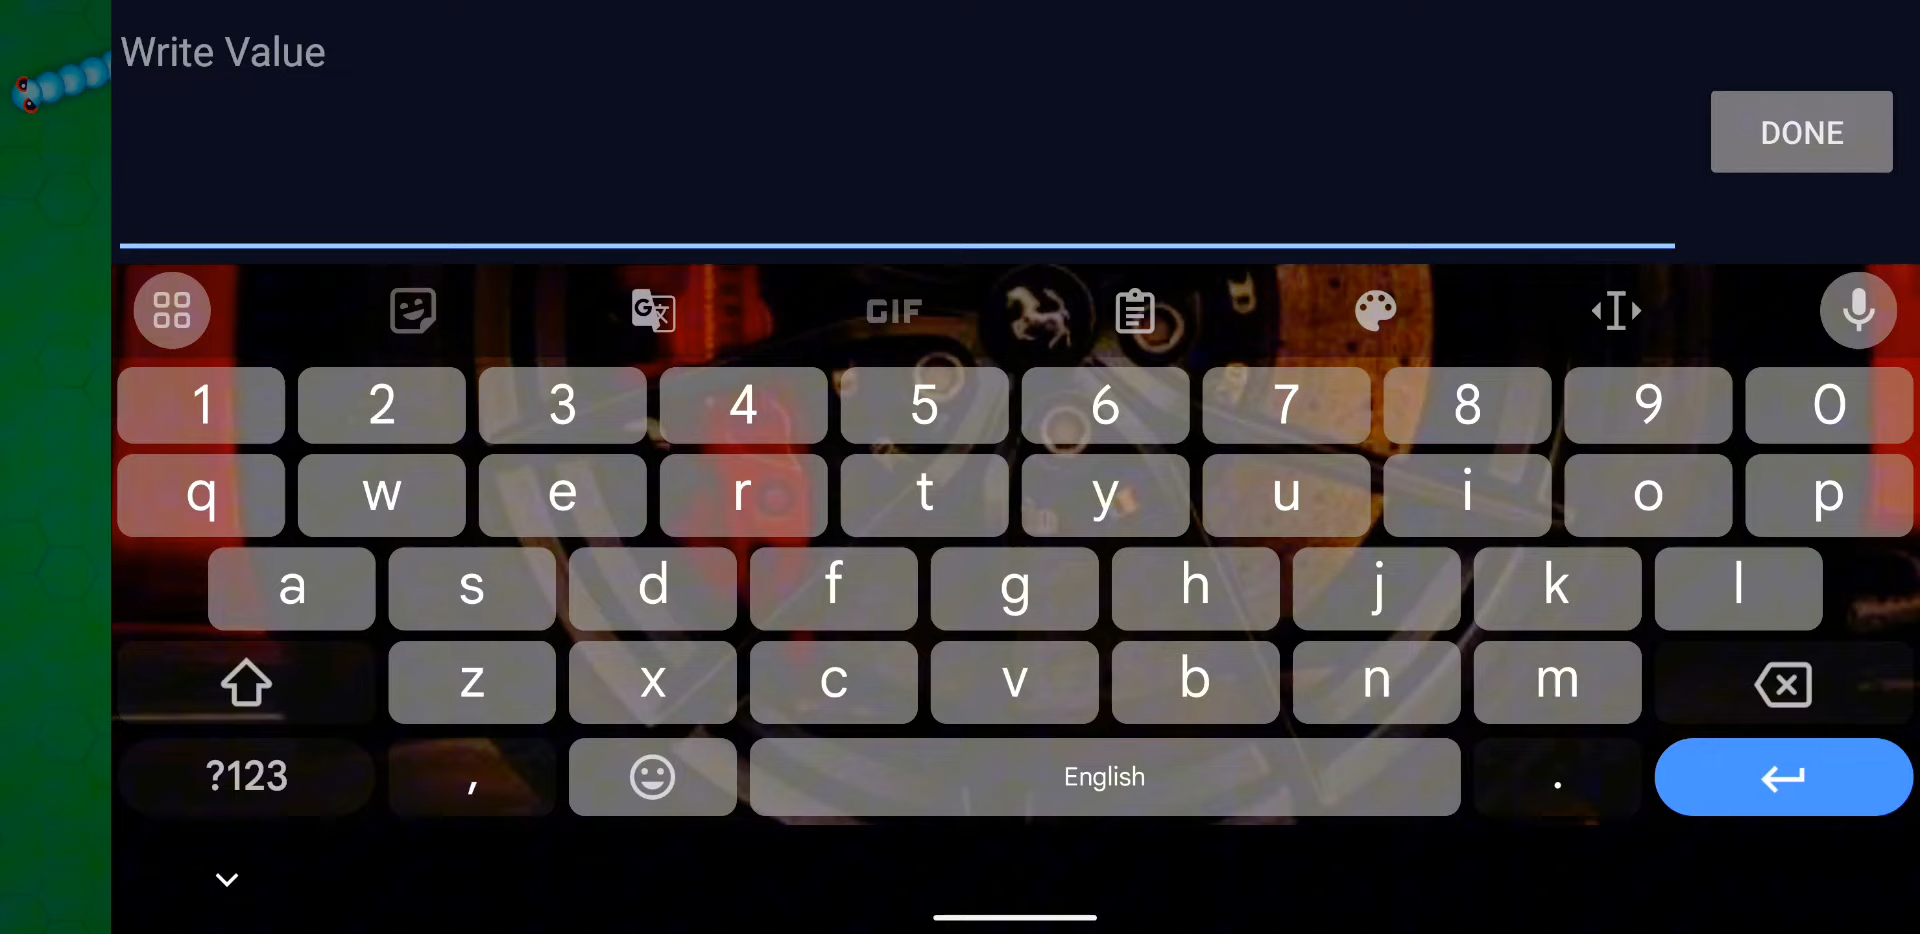 Write Value
DONE
GIF
1 2 3 4 5 6 7 8 9 0
q w e r t y u i o p
a s d f g h j k l
z x c v b n m
?123 , English .